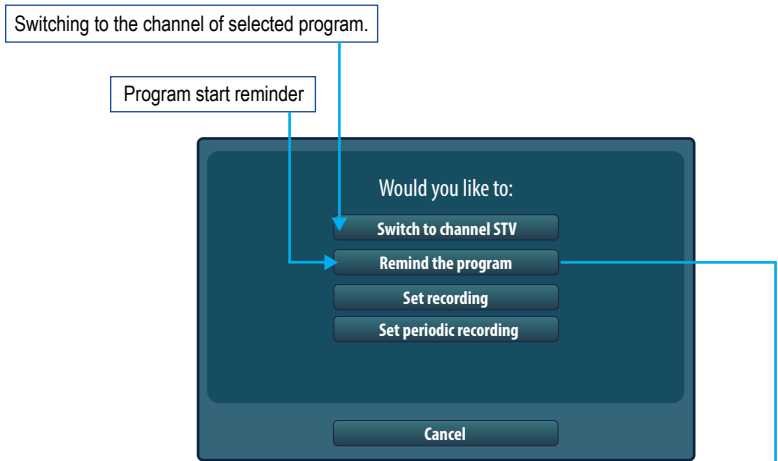 Switching to the channel of selected program.
Program start reminder
Would you like to:
Switch to channel STV
Remind the program
Set recording
Set periodic recording
Cancel